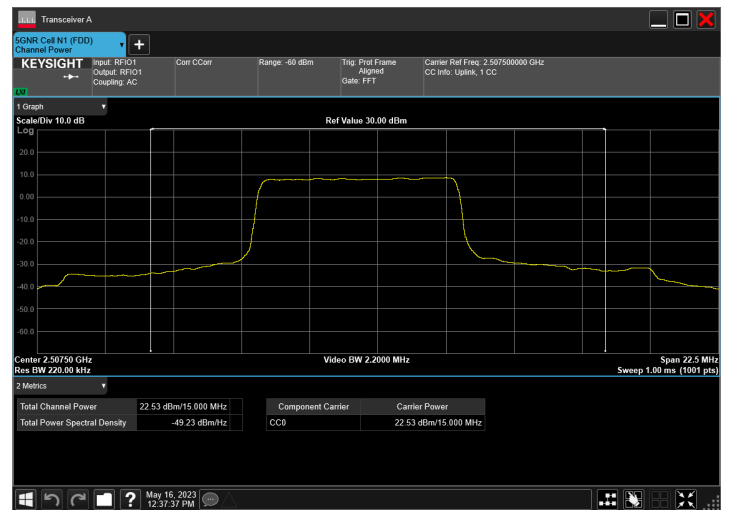 Transceiver A
5GNR Cell N1 (FDD)
Channel Power
KEYSIGHT
LXI
Input: RFIO1
Output: RFIO1
Coupling: AC
Corr CCorr
Range: -60 dBm
Trig: Prot Frame
Aligned
Gate: FFT
Carrier Ref Freq: 2.507500000 GHz
CC Info: Uplink, 1 CC
1 Graph
Scale/Div 10.0 dB
Ref Value 30.00 dBm
Log
20.0
10.0
0.00
-10.0
-20.0
-30.0
-40.0
-50.0
-60.0
Center 2.50750 GHz
Video BW 2.2000 MHz
Span 22.5 MHz
Res BW 220.00 kHz
Sweep 1.00 ms (1001 pts)
2 Metrics
Total Channel Power 22.53 dBm/15.000 MHz
Total Power Spectral Density -49.23 dBm/Hz
Component Carrier Carrier Power
CC0 22.53 dBm/15.000 MHz
?
May 16, 2023
12:37:37 PM